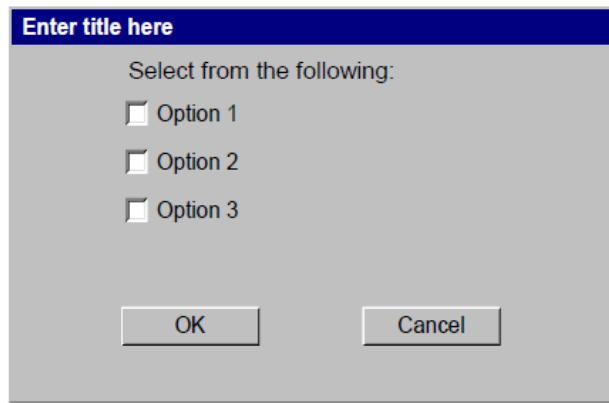 Enter title here
Select from the following:
Option 1
Option 2
Option 3
OK Cancel